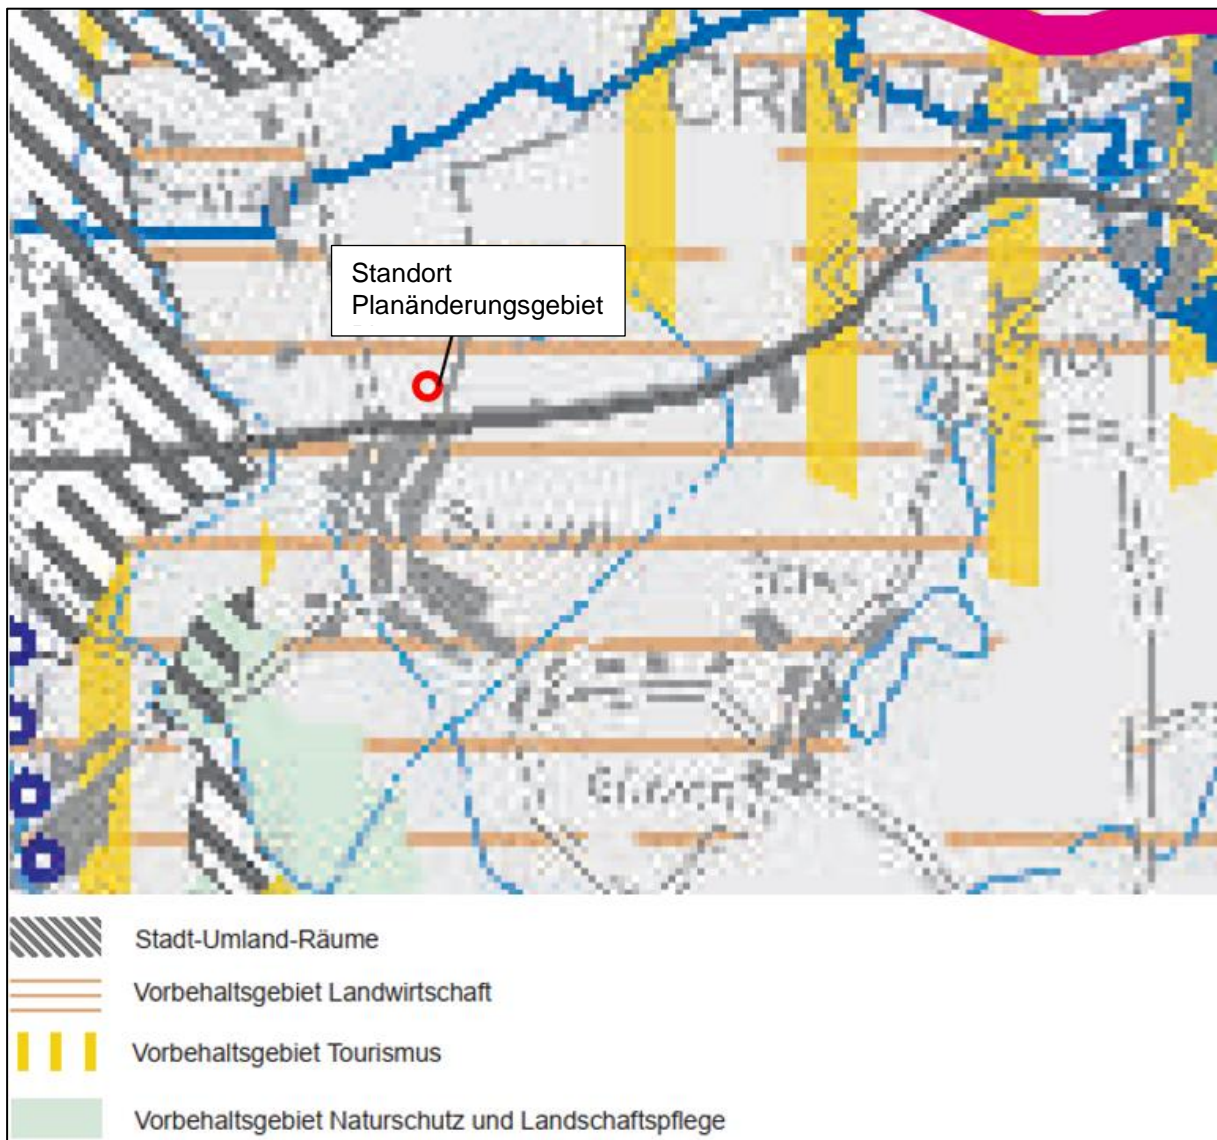 Standort
Planänderungsgebiet
Stadt-Umland-Räume
Vorbehaltsgebiet Landwirtschaft
Vorbehaltsgebiet Tourismus
Vorbehaltsgebiet Naturschutz und Landschaftspflege